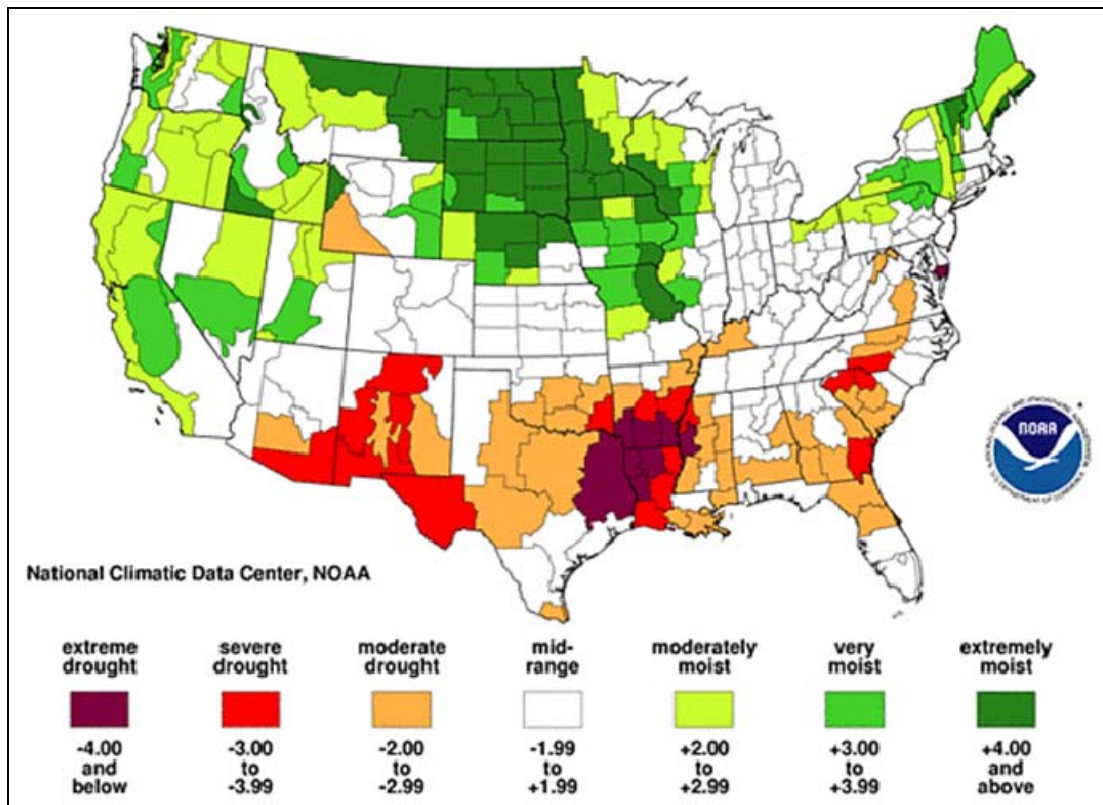 NOAA
National Climatic Data Center, NOAA
extreme drought
severe drought
moderate drought
mid-range
moderately moist
very moist
extremely moist
-4.00 and below
-3.00 to -3.99
-2.00 to -2.99
-1.99 to +1.99
+2.00 to +2.99
+3.00 to +3.99
+4.00 and above